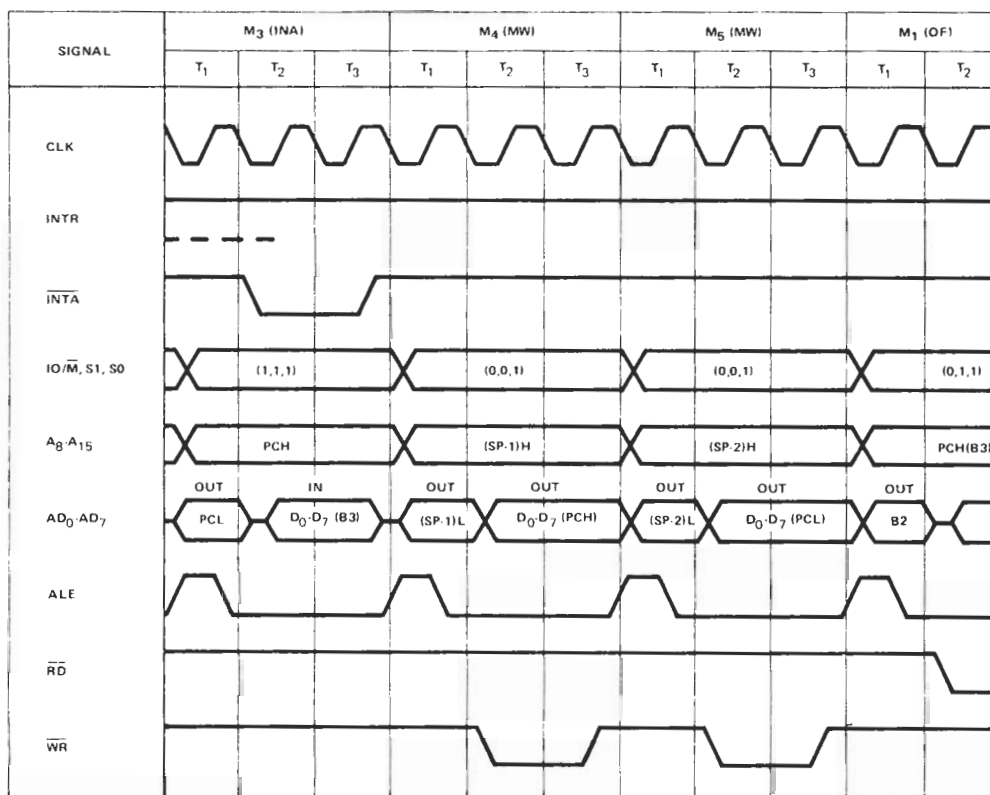 SIGNAL
M3 (INA) M4 (MW) M5 (MW) M1 (OF)
T1 T2 T3 T1 T2 T3 T1 T2 T3 T1 T2
CLK
INTR
INTA
IO/M, S1, S0 (1,1,1) (0,0,1) (0,0,1) (0,1,1)
A8-A15 PCH (SP-1)H (SP-2)H PCH(B3)
OUT IN OUT OUT OUT OUT OUT
AD0-AD7 PCL D0-D7 (B3) (SP-1)L D0-D7 (PCH) (SP-2)L D0-D7 (PCL) B2
ALE
RD
WR